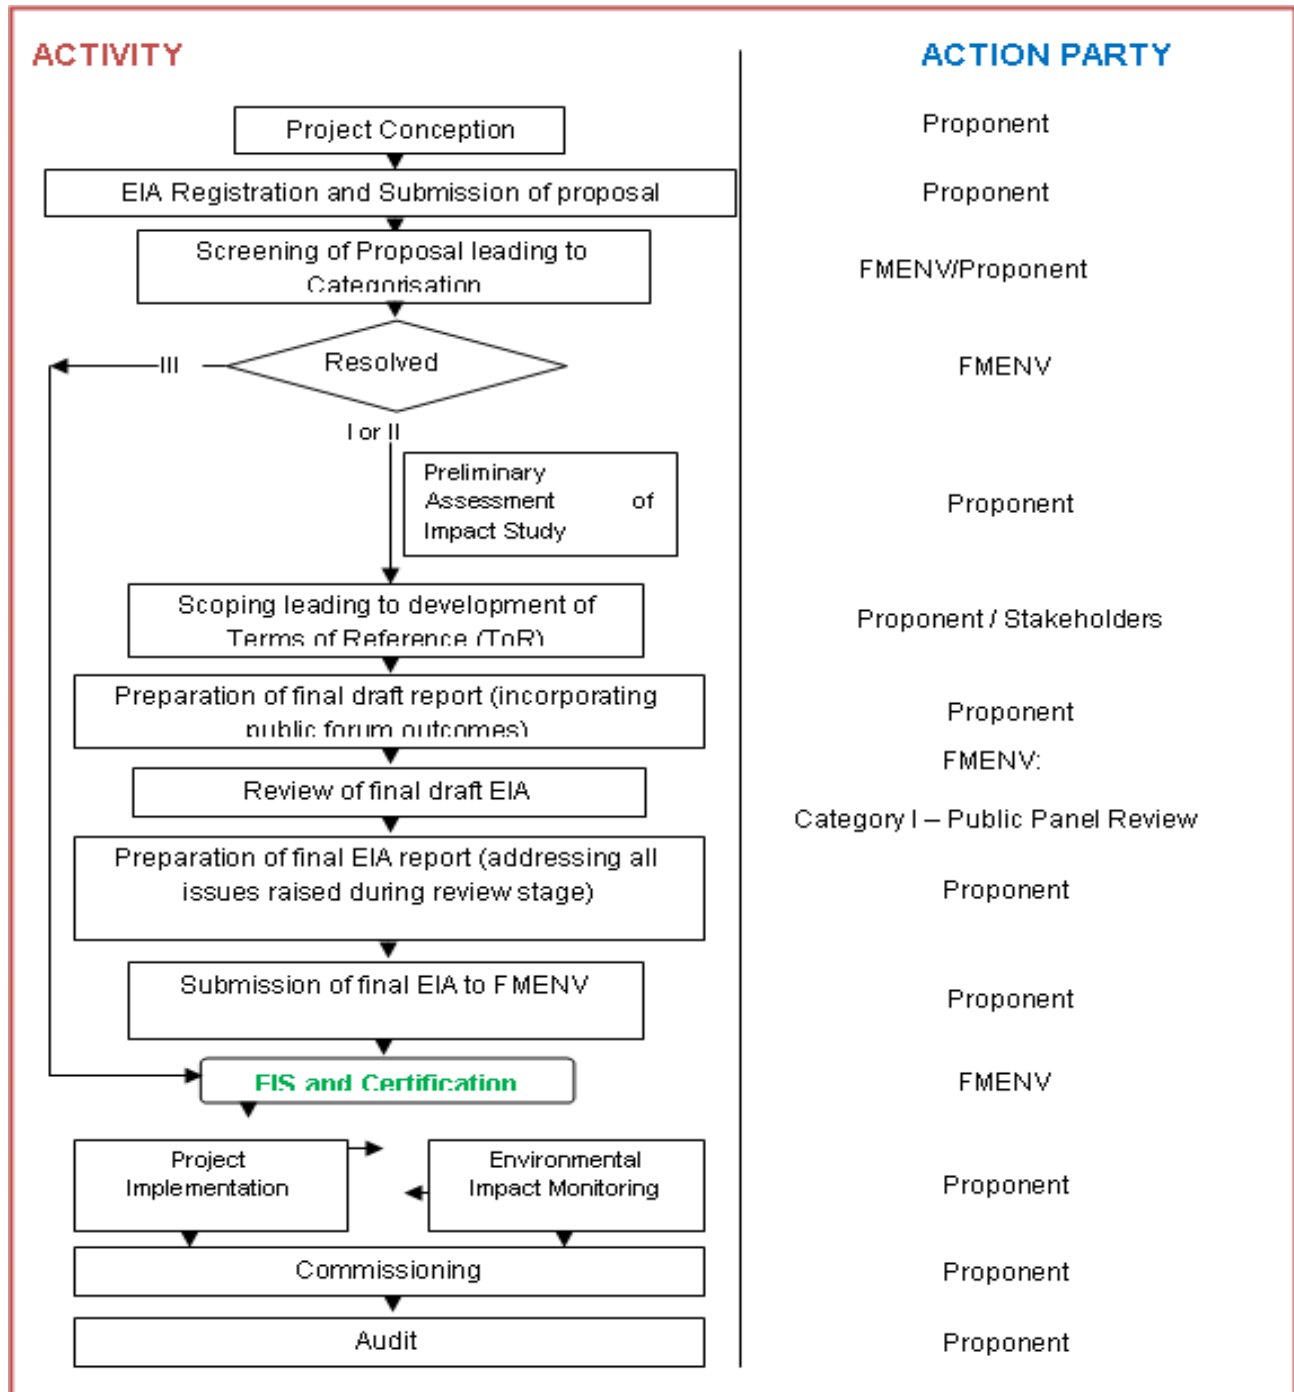 ACTIVITY
ACTION PARTY
Project Conception
Proponent
EIA Registration and Submission of proposal
Proponent
Screening of Proposal leading to
Categorisation
FMENV/Proponent
III
Resolved
FMENV
I or II
Preliminary
Assessment of
Impact Study
Proponent
Scoping leading to development of
Terms of Reference (ToR)
Proponent / Stakeholders
Preparation of final draft report (incorporating
public forum outcomes)
Proponent
FMENV:
Review of final draft EIA
Category I – Public Panel Review
Preparation of final EIA report (addressing all
issues raised during review stage)
Proponent
Submission of final EIA to FMENV
Proponent
EIS and Certification
FMENV
Project
Implementation
Environmental
Impact Monitoring
Proponent
Commissioning
Proponent
Audit
Proponent